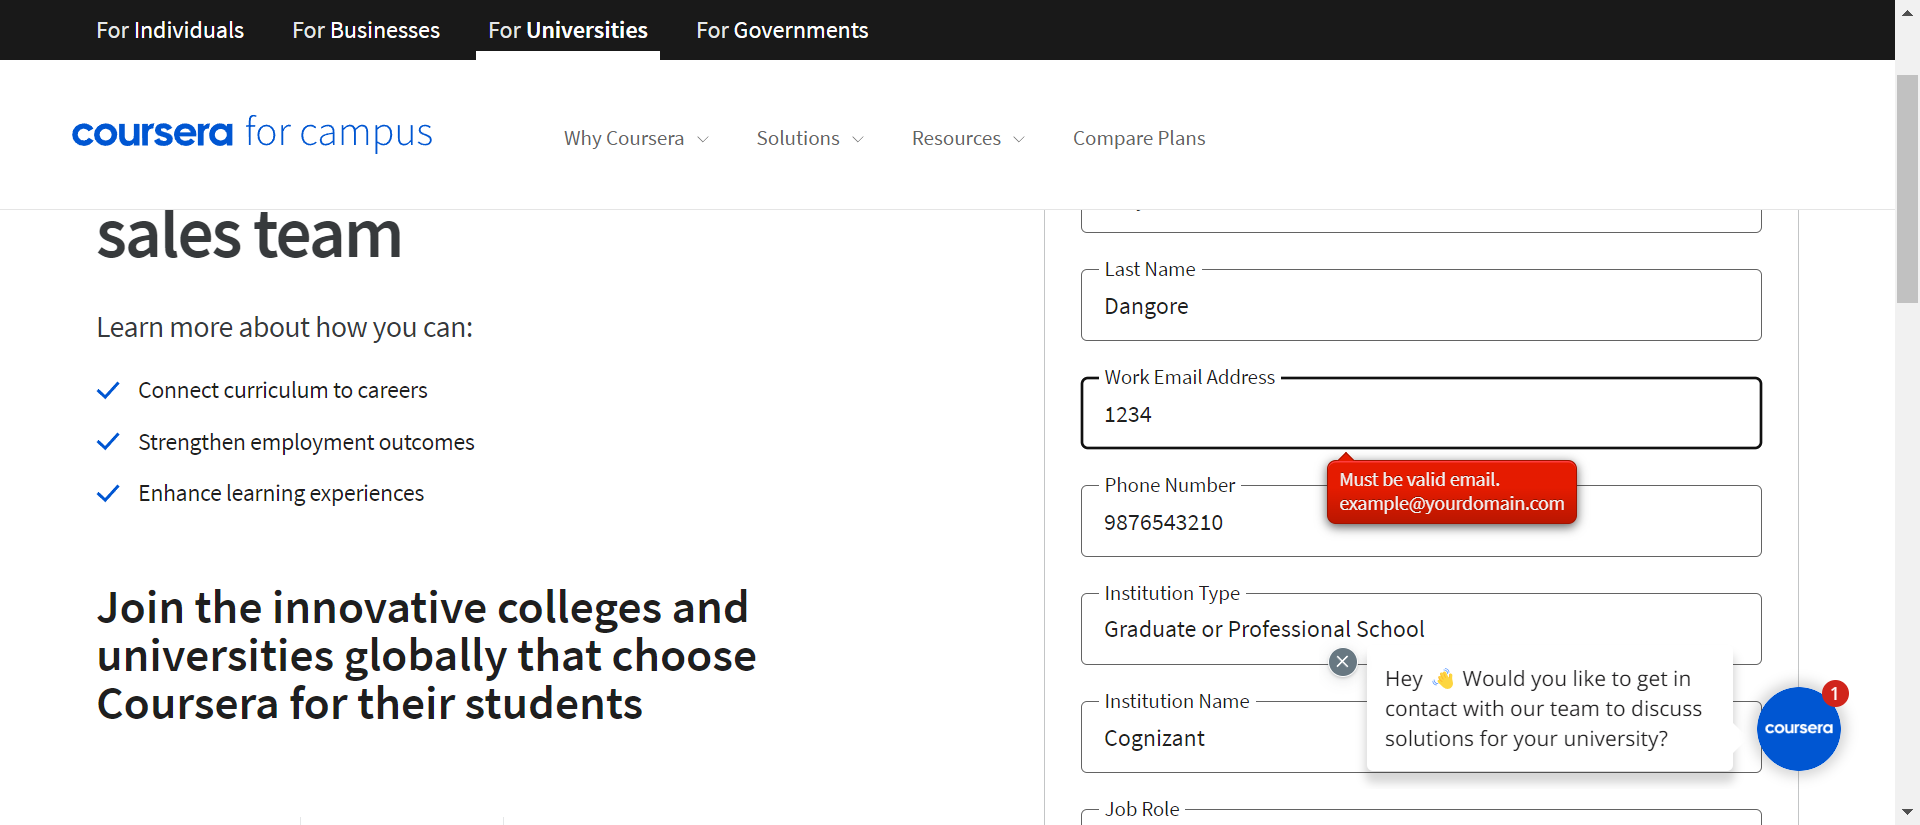 For Individuals
For Businesses
For Universities
For Governments
coursera for campus
Why Coursera
Solutions
Resources
Compare Plans
sales team
Learn more about how you can:
Connect curriculum to careers
Strengthen employment outcomes
Enhance learning experiences
Join the innovative colleges and
universities globally that choose
Coursera for their students
Last Name
Dangore
Work Email Address
1234
Must be valid email.
example@yourdomain.com
Phone Number
9876543210
Institution Type
Graduate or Professional School
Institution Name
Cognizant
Hey 👋 Would you like to get in
contact with our team to discuss
solutions for your university?
1
coursera
Job Role